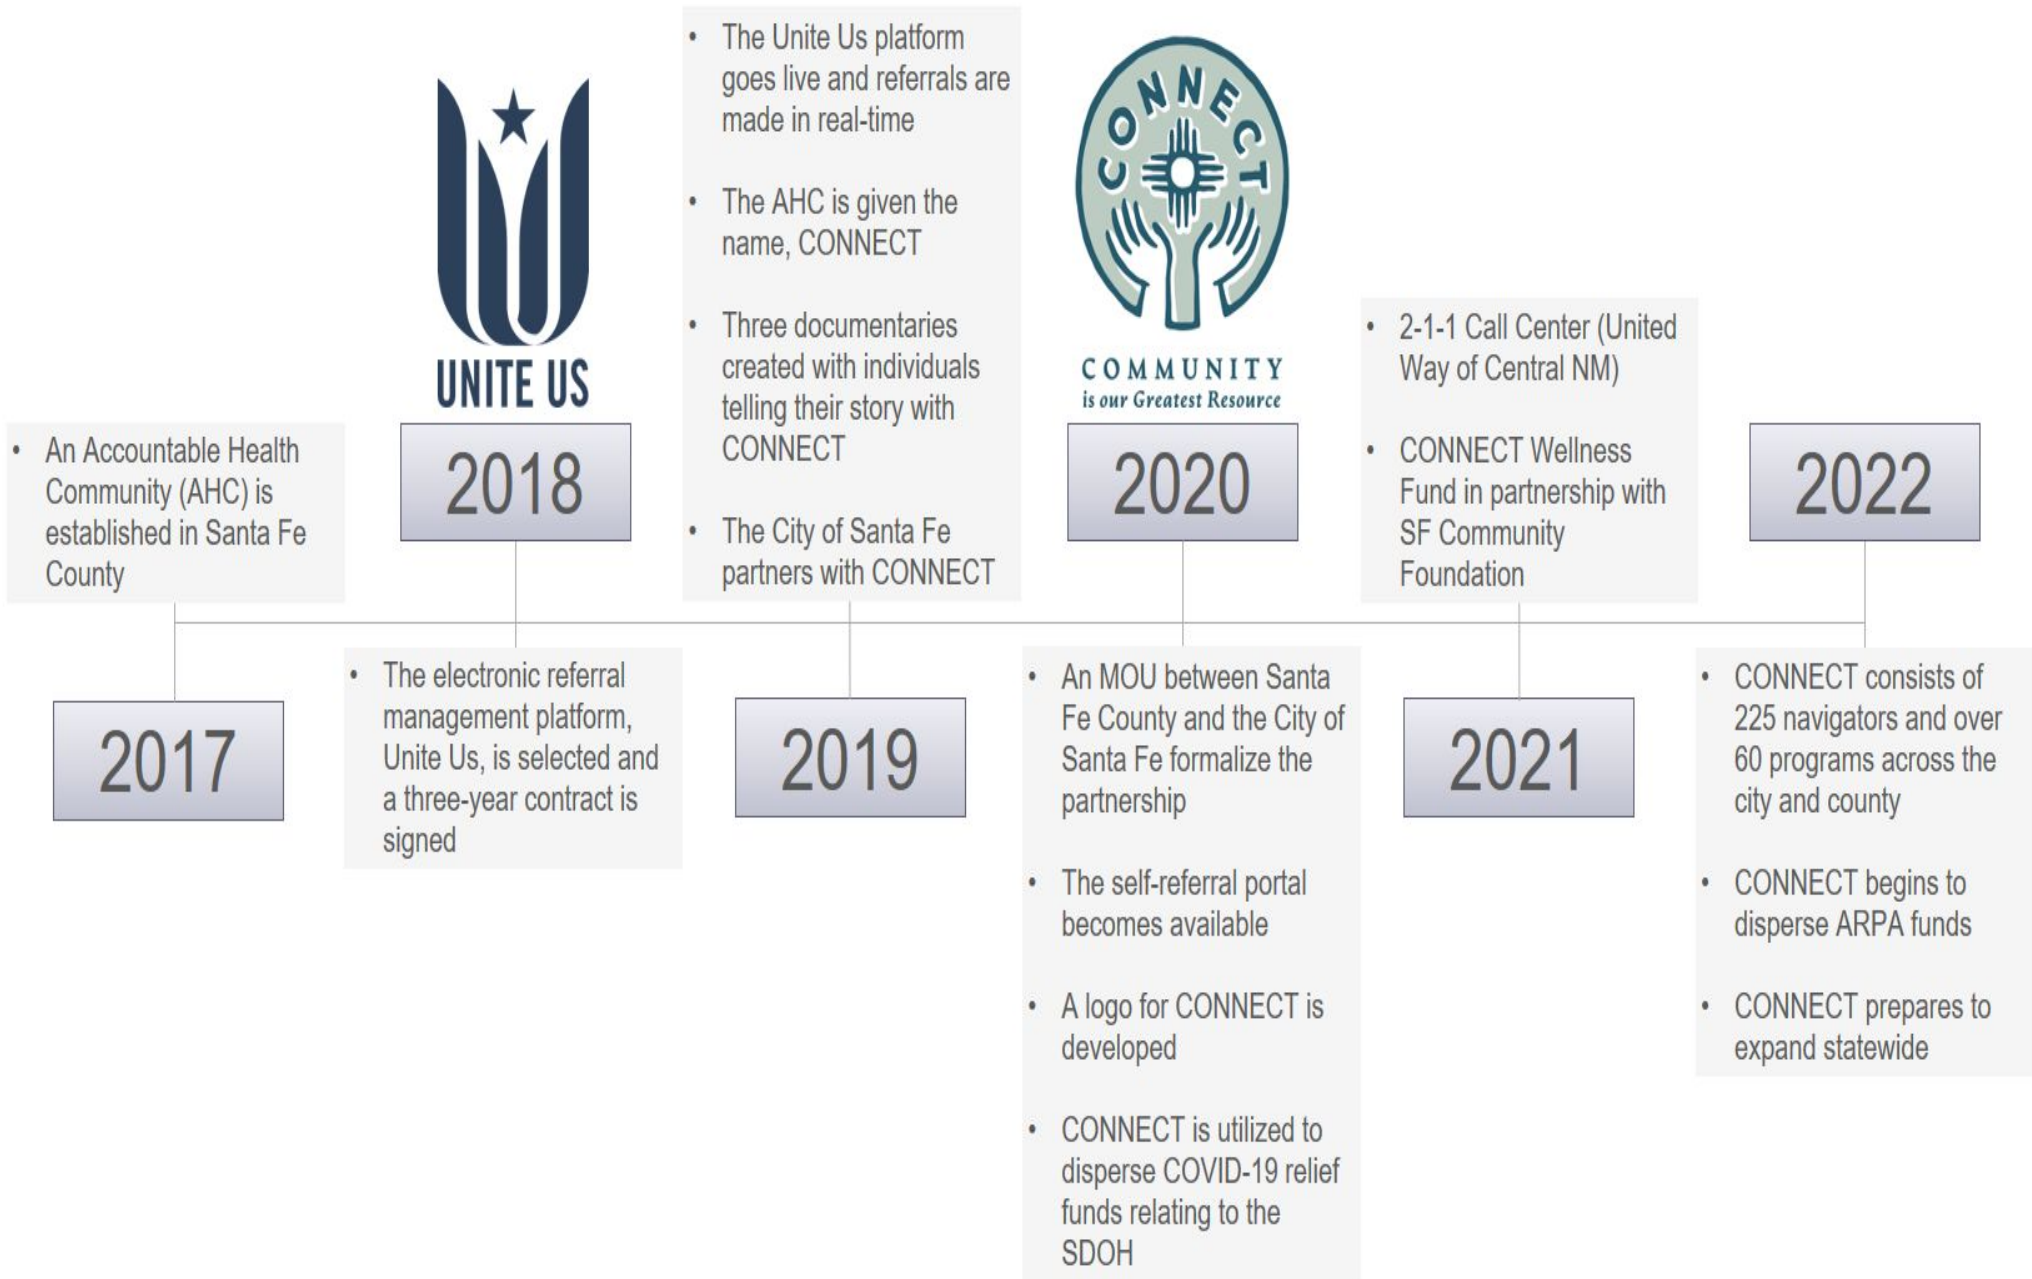 • An Accountable Health
Community (AHC) is
established in Santa Fe
County
2017
UNITE US
2018
• The electronic referral
management platform,
Unite Us, is selected and
a three-year contract is
signed
• The Unite Us platform
goes live and referrals are
made in real-time
• The AHC is given the
name, CONNECT
• Three documentaries
created with individuals
telling their story with
CONNECT
• The City of Santa Fe
partners with CONNECT
2019
CONNECT
COMMUNITY
is our Greatest Resource
2020
• An MOU between Santa
Fe County and the City of
Santa Fe formalize the
partnership
• The self-referral portal
becomes available
• A logo for CONNECT is
developed
• CONNECT is utilized to
disperse COVID-19 relief
funds relating to the
SDOH
• 2-1-1 Call Center (United
Way of Central NM)
• CONNECT Wellness
Fund in partnership with
SF Community
Foundation
2021
2022
• CONNECT consists of
225 navigators and over
60 programs across the
city and county
• CONNECT begins to
disperse ARPA funds
• CONNECT prepares to
expand statewide